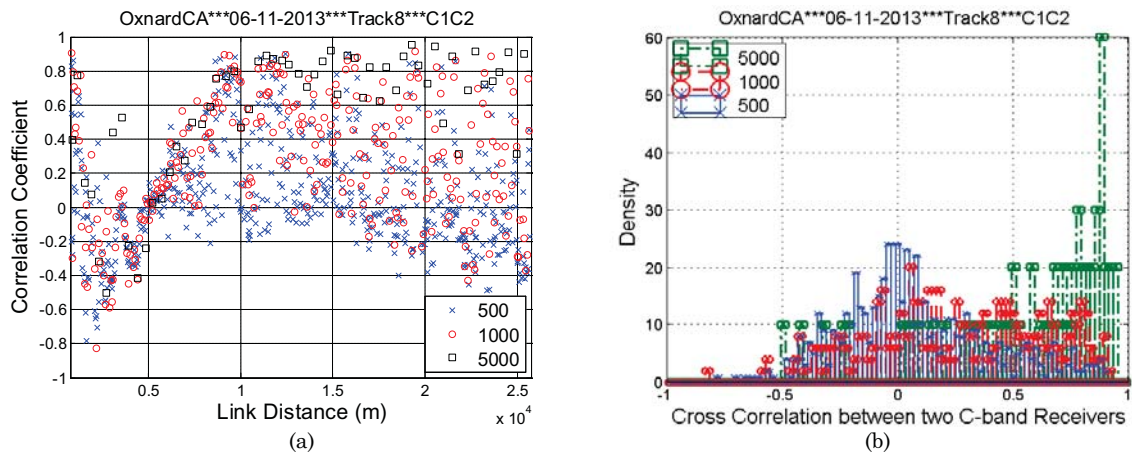 OxnardCA***06-11-2013***Track8***C1C2
Correlation Coefficient
1
0.8
0.6
0.4
0.2
0
-0.2
-0.4
-0.6
-0.8
-1
500
1000
5000
0.5 1 1.5 2 2.5
Link Distance (m)
x 10⁴
(a)
OxnardCA***06-11-2013***Track8***C1C2
Density
60
50
40
30
20
10
0
5000
1000
500
-1 -0.5 0 0.5 1
Cross Correlation between two C-band Receivers
(b)